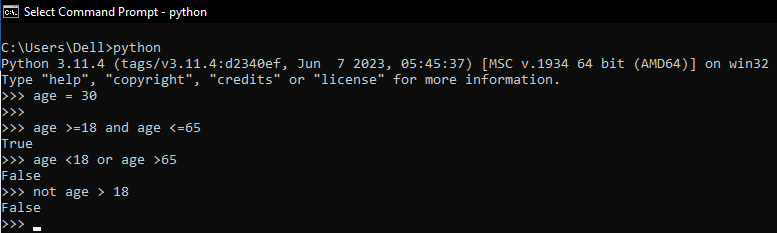 Select Command Prompt - python
C:\Users\Dell>python
Python 3.11.4 (tags/v3.11.4:d2340ef, Jun  7 2023, 05:45:37) [MSC v.1934 64 bit (AMD64)] on win32
Type "help", "copyright", "credits" or "license" for more information.
>>> age = 30
>>>
>>> age >=18 and age <=65
True
>>> age <18 or age >65
False
>>> not age > 18
False
>>>